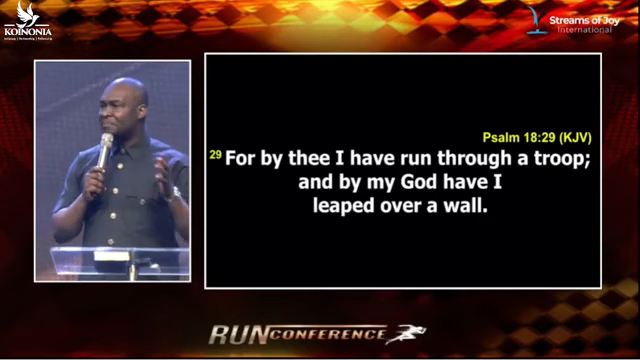 KOINONIA
Streams of Joy
International
Psalm 18:29 (KJV)
29 For by thee I have run through a troop;
and by my God have I
leaped over a wall.
RUN CONFERENCE